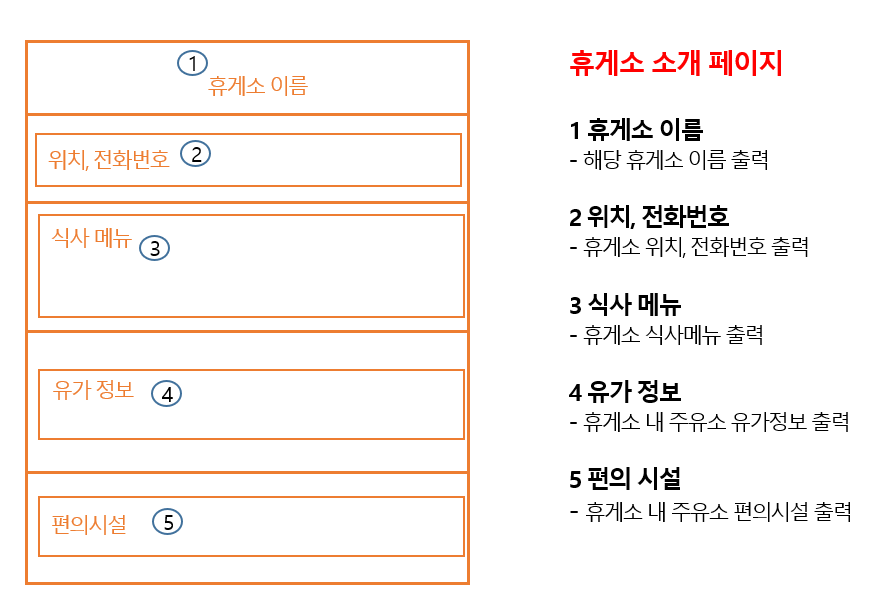 1
휴게소 이름
위치, 전화번호 2
식사 메뉴 3
유가 정보 4
편의시설 5
휴게소 소개 페이지
1 휴게소 이름
- 해당 휴게소 이름 출력
2 위치, 전화번호
- 휴게소 위치, 전화번호 출력
3 식사 메뉴
- 휴게소 식사메뉴 출력
4 유가 정보
- 휴게소 내 주유소 유가정보 출력
5 편의 시설
- 휴게소 내 주유소 편의시설 출력